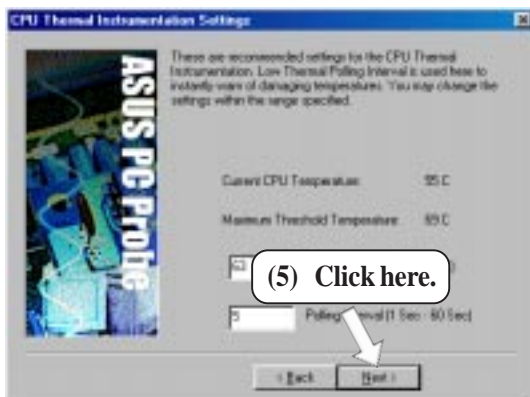 CPU Thermal Instrumentation Settings
ASUS PC Probe
These are recommended settings for the CPU Thermal
Instrumentation. Low Thermal Polling Interval is used here to
instantly warn of damaging temperatures. You may change the
settings within the range specified.
Current CPU Temperature:
Maximum Threshold Temperature: 69 C
(5) Click here.
5 Polling Interval (1 Sec - 60 Sec)
< Back Next >